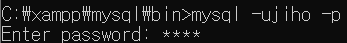 C:\xampp\mysql\bin>mysql -ujiho -p
Enter password: ****